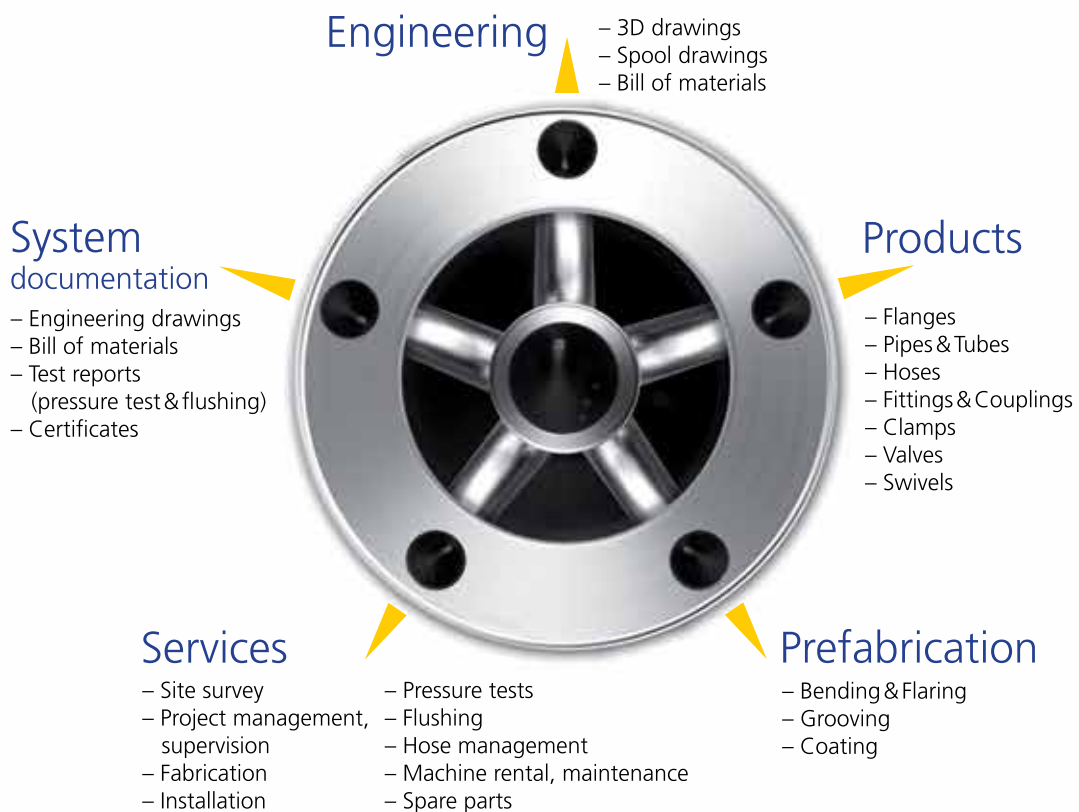 Engineering
– 3D drawings
– Spool drawings
– Bill of materials
System
documentation
– Engineering drawings
– Bill of materials
– Test reports
(pressure test & flushing)
– Certificates
Products
– Flanges
– Pipes & Tubes
– Hoses
– Fittings & Couplings
– Clamps
– Valves
– Swivels
Services
– Site survey
– Project management,
supervision
– Fabrication
– Installation
– Pressure tests
– Flushing
– Hose management
– Machine rental, maintenance
– Spare parts
Prefabrication
– Bending & Flaring
– Grooving
– Coating